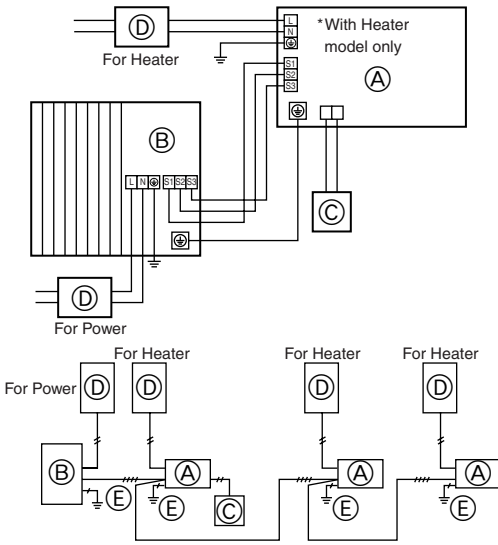 D
For Heater
L
N
*With Heater
model only
A
S1
S2
S3
B
L N S1 S2 S3
C
D
For Power
For Heater For Heater For Heater
For Power D D D D
B A A A
E E C E E